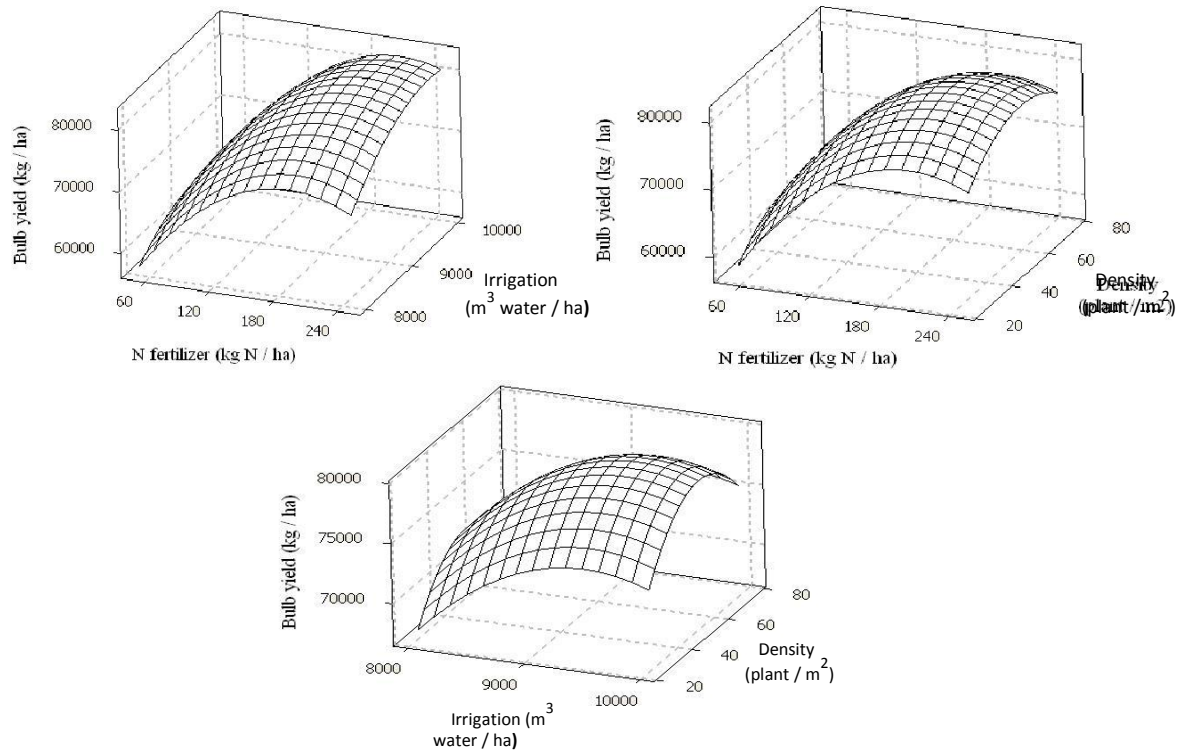 80000
70000
60000
Bulb yield (kg / ha)
60
120
180
240
N fertilizer (kg N / ha)
10000
9000
8000
Irrigation
(m³ water / ha)
80000
70000
60000
Bulb yield (kg / ha)
60
120
180
240
N fertilizer (kg N / ha)
80
60
40
20
Density
(plant / m²)
80000
75000
70000
Bulb yield (kg / ha)
8000
9000
10000
Irrigation (m³
water / ha)
80
60
40
20
Density
(plant / m²)